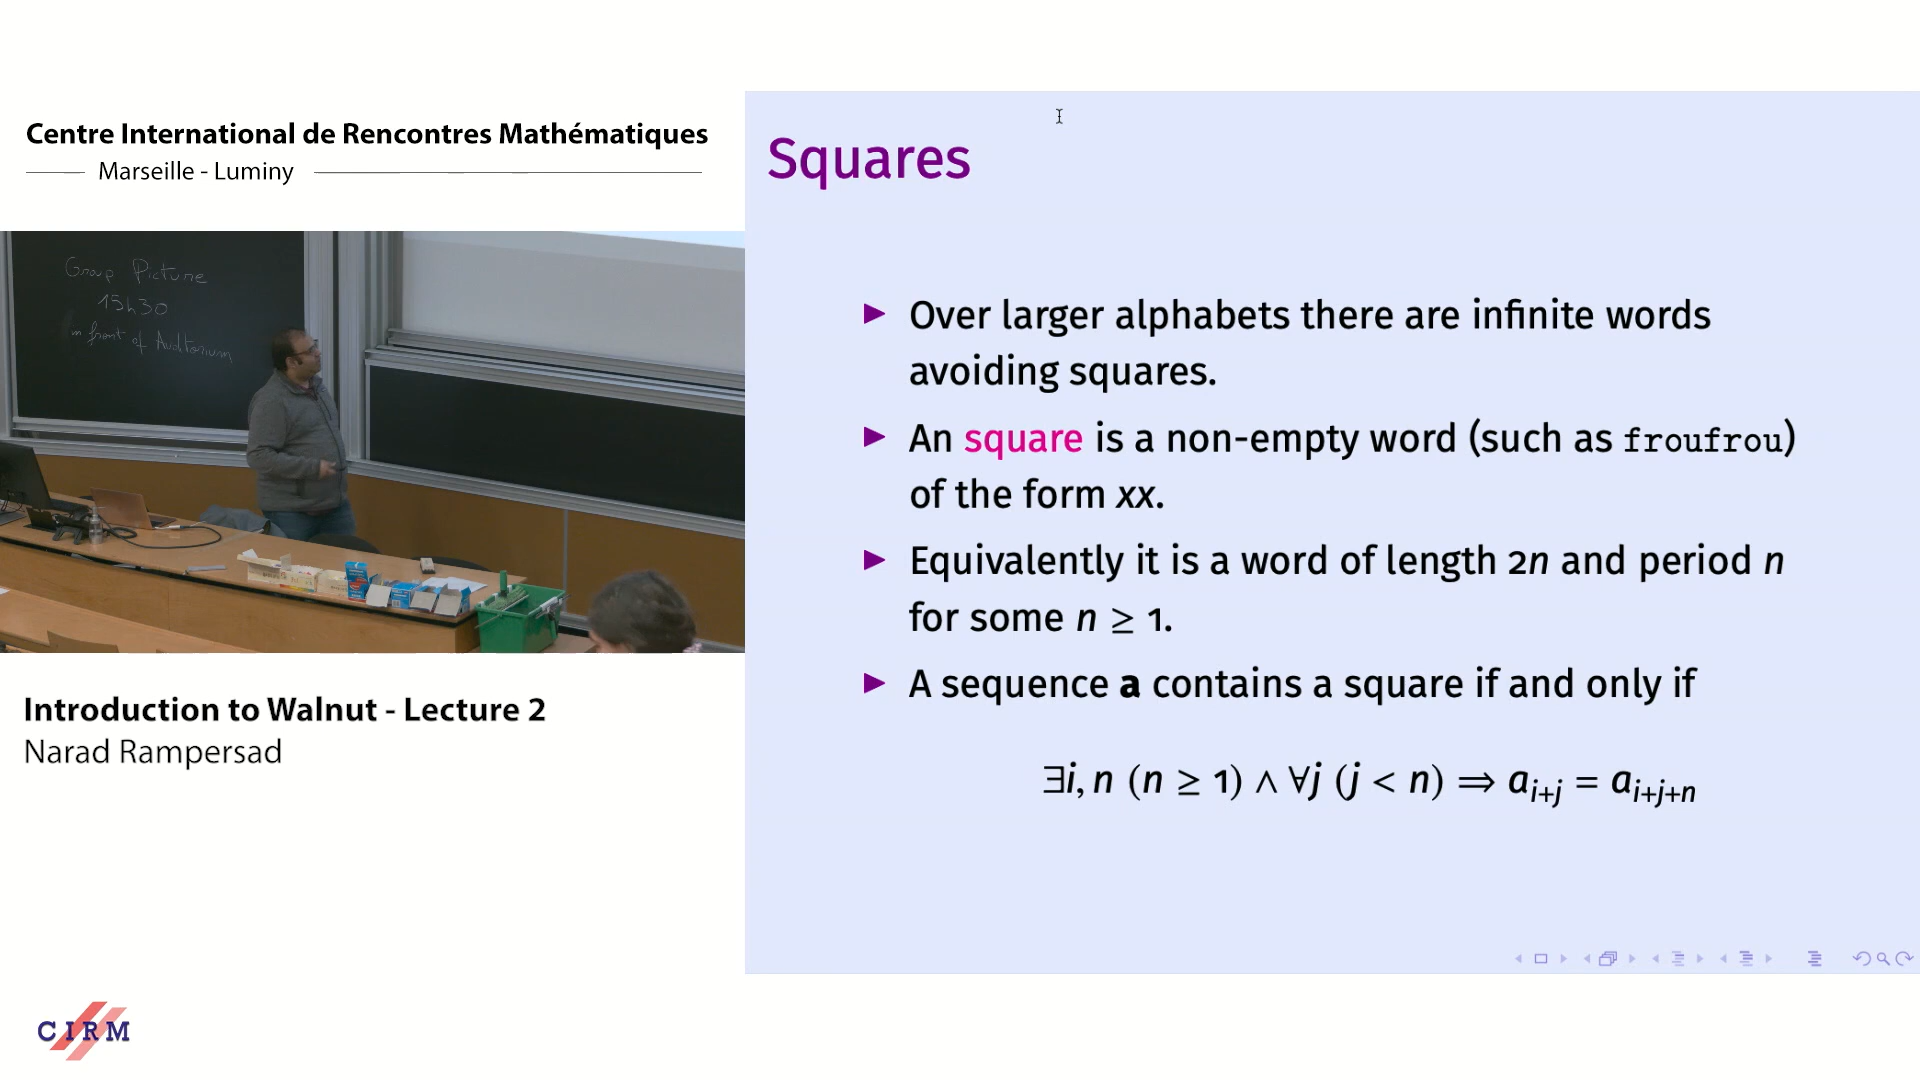 Centre International de Rencontres Mathématiques
Marseille - Luminy
Group Picture
15h30
in front of Auditorium
Introduction to Walnut - Lecture 2
Narad Rampersad
CIRM
Squares
▶ Over larger alphabets there are infinite words
avoiding squares.
▶ An square is a non-empty word (such as froufrou)
of the form xx.
▶ Equivalently it is a word of length 2n and period n
for some n ≥ 1.
▶ A sequence a contains a square if and only if
∃i, n (n ≥ 1) ∧ ∀j (j < n) ⇒ a_{i+j} = a_{i+j+n}